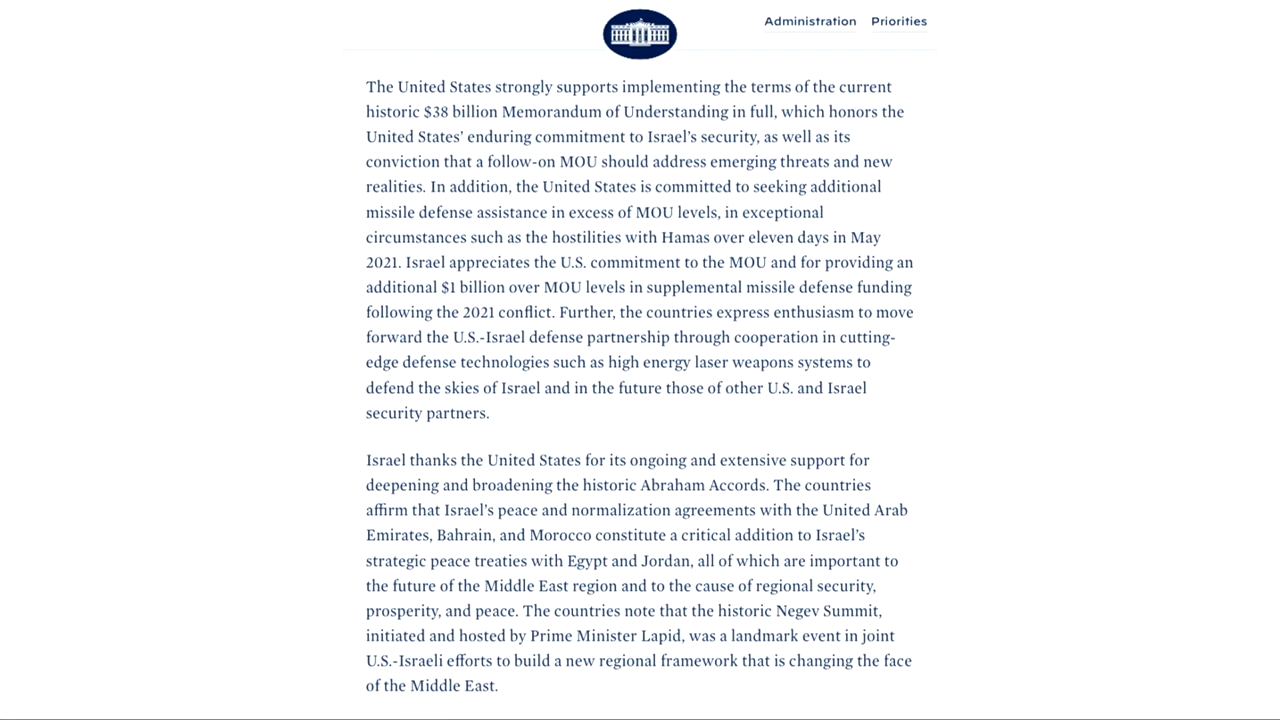 Administration Priorities
The United States strongly supports implementing the terms of the current
historic $38 billion Memorandum of Understanding in full, which honors the
United States’ enduring commitment to Israel’s security, as well as its
conviction that a follow-on MOU should address emerging threats and new
realities. In addition, the United States is committed to seeking additional
missile defense assistance in excess of MOU levels, in exceptional
circumstances such as the hostilities with Hamas over eleven days in May
2021. Israel appreciates the U.S. commitment to the MOU and for providing an
additional $1 billion over MOU levels in supplemental missile defense funding
following the 2021 conflict. Further, the countries express enthusiasm to move
forward the U.S.-Israel defense partnership through cooperation in cutting-
edge defense technologies such as high energy laser weapons systems to
defend the skies of Israel and in the future those of other U.S. and Israel
security partners.
Israel thanks the United States for its ongoing and extensive support for
deepening and broadening the historic Abraham Accords. The countries
affirm that Israel’s peace and normalization agreements with the United Arab
Emirates, Bahrain, and Morocco constitute a critical addition to Israel’s
strategic peace treaties with Egypt and Jordan, all of which are important to
the future of the Middle East region and to the cause of regional security,
prosperity, and peace. The countries note that the historic Negev Summit,
initiated and hosted by Prime Minister Lapid, was a landmark event in joint
U.S.-Israeli efforts to build a new regional framework that is changing the face
of the Middle East.